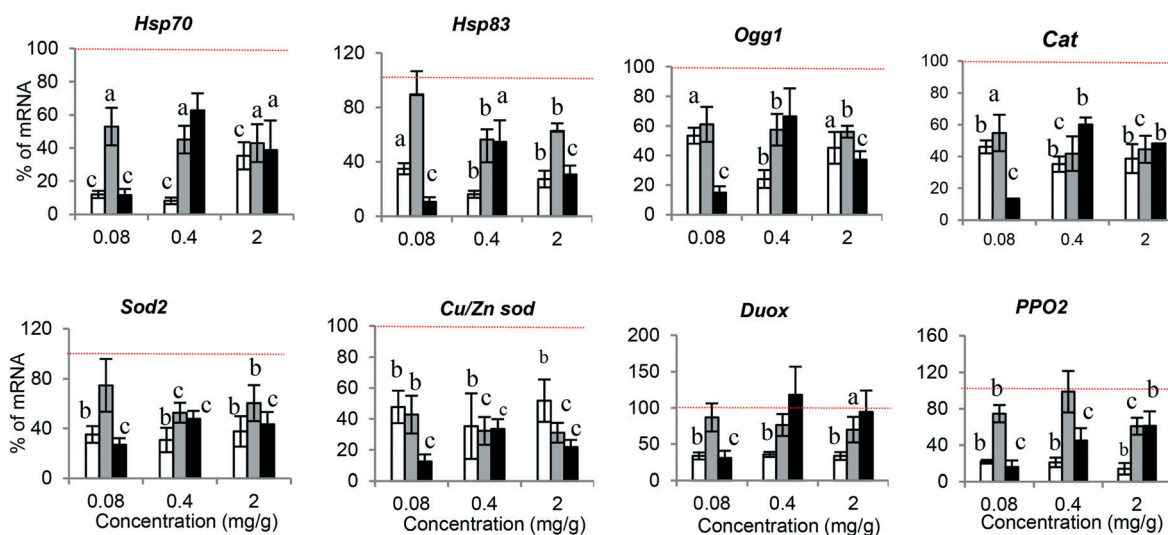 Hsp70
% of mRNA
100
80
60
40
20
0
c a c
c a
c a a
0.08 0.4 2
Hsp83
120
80
40
0
a c
b b a
b b c
0.08 0.4 2
Ogg1
100
80
60
40
20
0
a c
b b
a b c
0.08 0.4 2
Cat
100
80
60
40
20
0
b a c
c c b
c c b
0.08 0.4 2
Sod2
% of mRNA
120
80
40
0
b c
b c c
b b c
0.08 0.4 2
Concentration (mg/g)
Cu/Zn sod
100
80
60
40
20
0
b b c
c c
b c c
0.08 0.4 2
Concentration (mg/g)
Duox
200
150
100
50
0
b c
b
b a
0.08 0.4 2
Concentration (mg/g)
PPO2
160
120
80
40
0
b b c
b c
b c b
0.08 0.4 2
Concentration (mg/g)